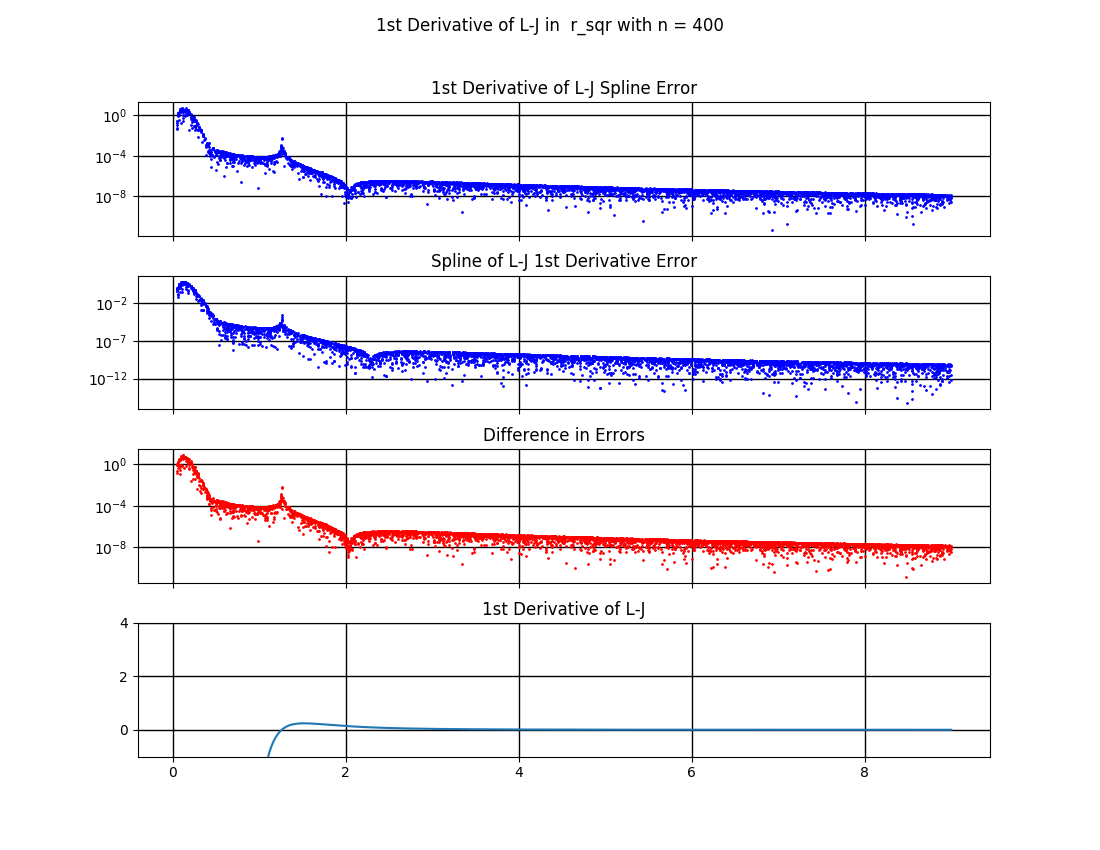 1st Derivative of L-J in  r_sqr with n = 400
1st Derivative of L-J Spline Error
10^0
10^-4
10^-8
Spline of L-J 1st Derivative Error
10^-2
10^-7
10^-12
Difference in Errors
10^0
10^-4
10^-8
1st Derivative of L-J
4
2
0
0 2 4 6 8